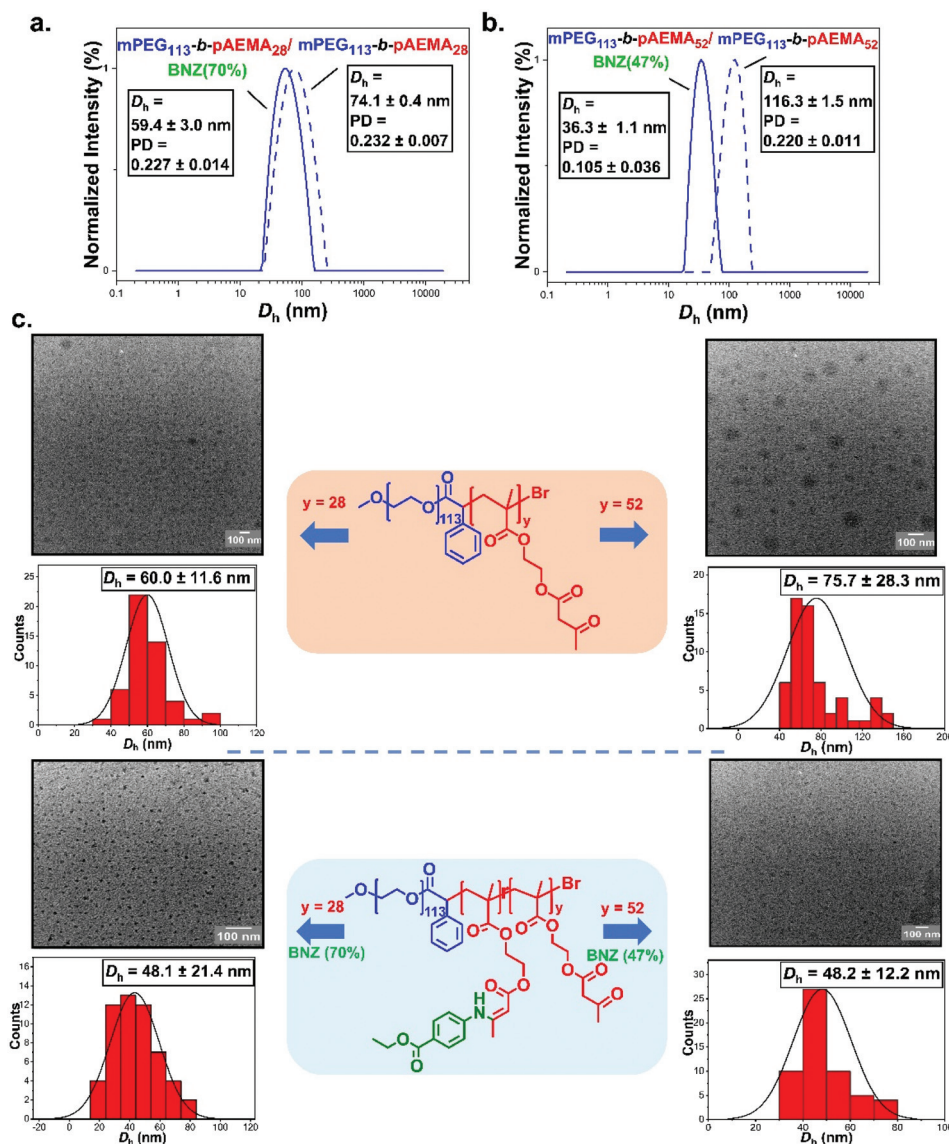 a.
mPEG113-b-pAEMA28/
mPEG113-b-pAEMA28
BNZ(70%)
Normalized Intensity (%)
1
0
Dh =
59.4 ± 3.0 nm
PD =
0.227 ± 0.014
Dh =
74.1 ± 0.4 nm
PD =
0.232 ± 0.007
0.1 1 10 100 1000 10000
Dh (nm)
b.
mPEG113-b-pAEMA52/
mPEG113-b-pAEMA52
BNZ(47%)
Normalized Intensity (%)
1
0
Dh =
36.3 ± 1.1 nm
PD =
0.105 ± 0.036
Dh =
116.3 ± 1.5 nm
PD =
0.220 ± 0.011
0.1 1 10 100 1000 10000
Dh (nm)
c.
100 nm
y = 28
O
O
O
O
113
Br
y
O
O
O
O
O
y = 52
100 nm
Dh = 60.0 ± 11.6 nm
Counts
25
20
15
10
5
0
0 20 40 60 80 100 120
Dh (nm)
Dh = 75.7 ± 28.3 nm
Counts
20
15
10
5
0
0 40 80 120 160 200
Dh (nm)
100 nm
y = 28
BNZ (70%)
O
O
O
O
113
r
Br
y
O
O
O
O
O
O
O
O
O
H
N
O
O
y = 52
BNZ (47%)
100 nm
Dh = 48.1 ± 21.4 nm
Counts
16
14
12
10
8
6
4
2
0
-20 0 20 40 60 80 100 120
Dh (nm)
Dh = 48.2 ± 12.2 nm
Counts
30
25
20
15
10
5
0
0 20 40 60 80 100
Dh (nm)